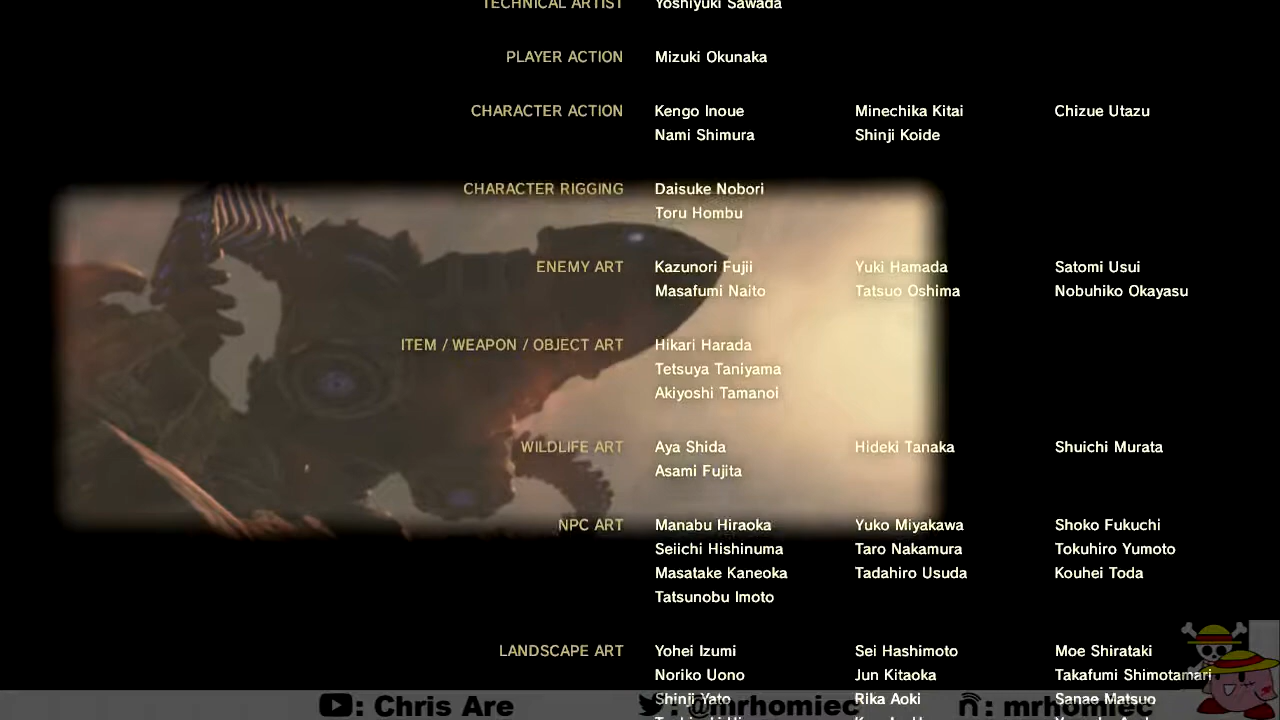 TECHNICAL ARTIST Yoshiyuki Sawada
PLAYER ACTION Mizuki Okunaka
CHARACTER ACTION Kengo Inoue Minechika Kitai Chizue Utazu
Nami Shimura Shinji Koide
CHARACTER RIGGING Daisuke Nobori
Toru Hombu
ENEMY ART Kazunori Fujii Yuki Hamada Satomi Usui
Masafumi Naito Tatsuo Oshima Nobuhiko Okayasu
ITEM / WEAPON / OBJECT ART Hikari Harada
Tetsuya Taniyama
Akiyoshi Tamanoi
WILDLIFE ART Aya Shida Hideki Tanaka Shuichi Murata
Asami Fujita
NPC ART Manabu Hiraoka Yuko Miyakawa Shoko Fukuchi
Seiichi Hishinuma Taro Nakamura Tokuhiro Yumoto
Masatake Kaneoka Tadahiro Usuda Kouhei Toda
Tatsunobu Imoto
LANDSCAPE ART Yohei Izumi Sei Hashimoto Moe Shirataki
Noriko Uono Jun Kitaoka Takafumi Shimotamari
Shinji Yato Rika Aoki Sanae Matsuo
: Chris Are : @mrhomiec : mrhomiec